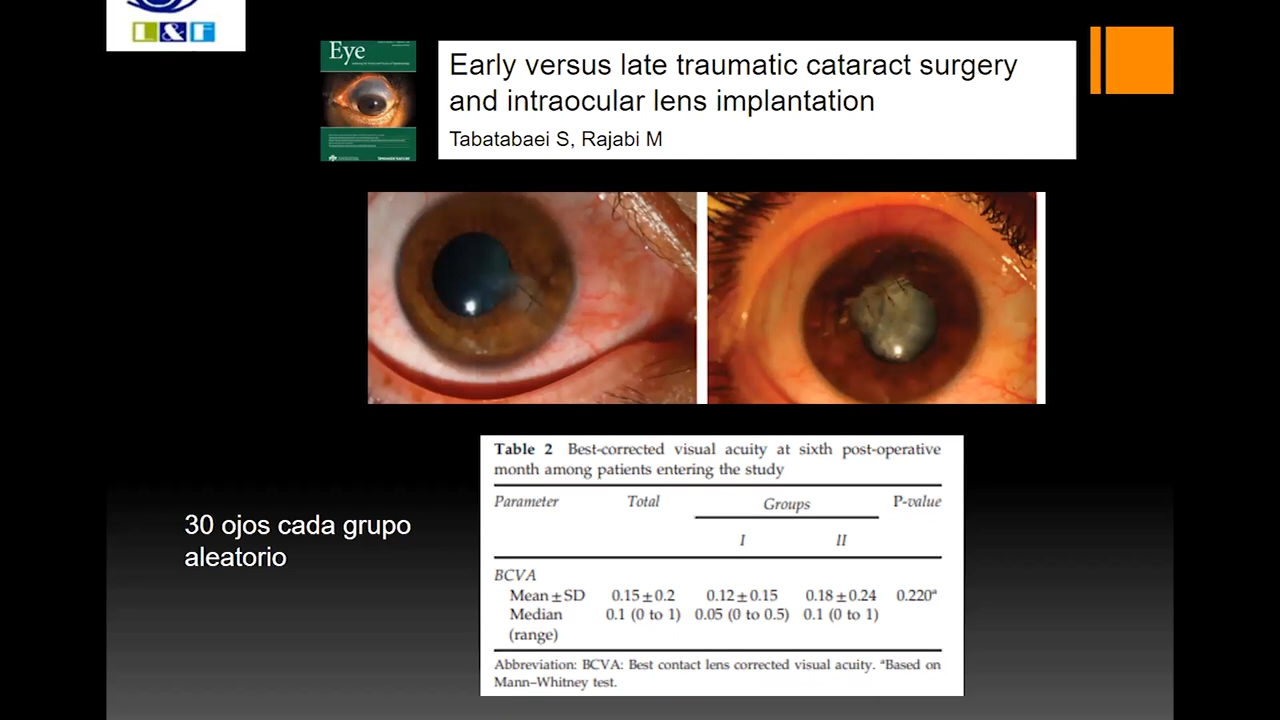 L&F
Eye
Early versus late traumatic cataract surgery
and intraocular lens implantation
Tabatabaei S, Rajabi M
Table 2 Best-corrected visual acuity at sixth post-operative
month among patients entering the study
Parameter Total Groups P-value
I II
BCVA
Mean ± SD 0.15 ± 0.2 0.12 ± 0.15 0.18 ± 0.24 0.220ᵃ
Median 0.1 (0 to 1) 0.05 (0 to 0.5) 0.1 (0 to 1)
(range)
Abbreviation: BCVA: Best contact lens corrected visual acuity. ᵃBased on
Mann–Whitney test.
30 ojos cada grupo
aleatorio